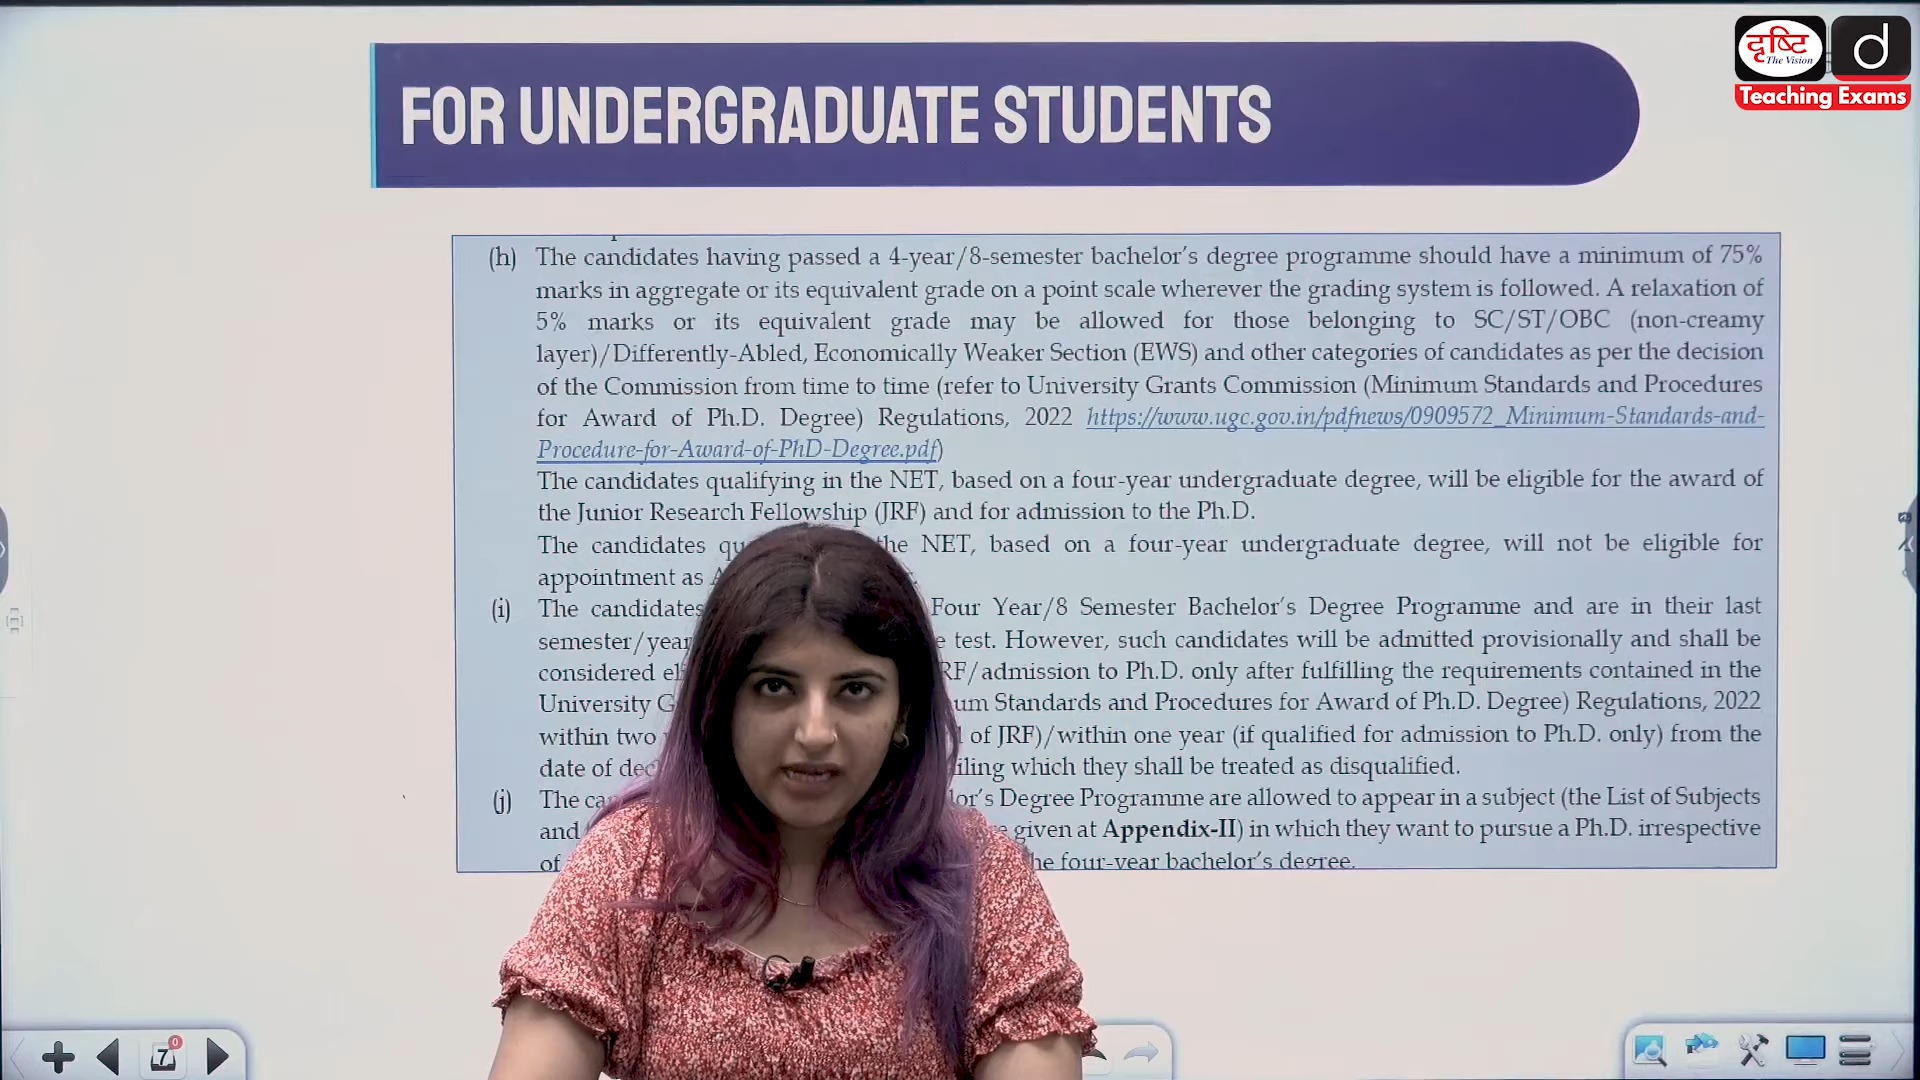 दृष्टि
The Vision
d
Teaching Exams
FOR UNDERGRADUATE STUDENTS
(h) The candidates having passed a 4-year/8-semester bachelor's degree programme should have a minimum of 75%
marks in aggregate or its equivalent grade on a point scale wherever the grading system is followed. A relaxation of
5% marks or its equivalent grade may be allowed for those belonging to SC/ST/OBC (non-creamy
layer)/Differently-Abled, Economically Weaker Section (EWS) and other categories of candidates as per the decision
of the Commission from time to time (refer to University Grants Commission (Minimum Standards and Procedures
for Award of Ph.D. Degree) Regulations, 2022 https://www.ugc.gov.in/pdfnews/0909572_Minimum-Standards-and-
Procedure-for-Award-of-PhD-Degree.pdf)
The candidates qualifying in the NET, based on a four-year undergraduate degree, will be eligible for the award of
the Junior Research Fellowship (JRF) and for admission to the Ph.D.
The candidates the NET, based on a four-year undergraduate degree, will not be eligible for
appointment as
(i) The candidates Four Year/8 Semester Bachelor's Degree Programme and are in their last
semester/year test. However, such candidates will be admitted provisionally and shall be
considered /admission to Ph.D. only after fulfilling the requirements contained in the
University Standards and Procedures for Award of Ph.D. Degree) Regulations, 2022
within two of JRF)/within one year (if qualified for admission to Ph.D. only) from the
date of which they shall be treated as disqualified.
(j) The Degree Programme are allowed to appear in a subject (the List of Subjects
and given at Appendix-II) in which they want to pursue a Ph.D. irrespective
of the four-year bachelor's degree.
7
0